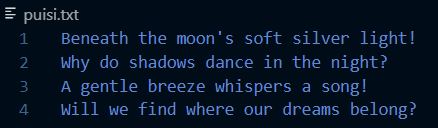 puisi.txt
1 Beneath the moon's soft silver light!
2 Why do shadows dance in the night?
3 A gentle breeze whispers a song!
4 Will we find where our dreams belong?